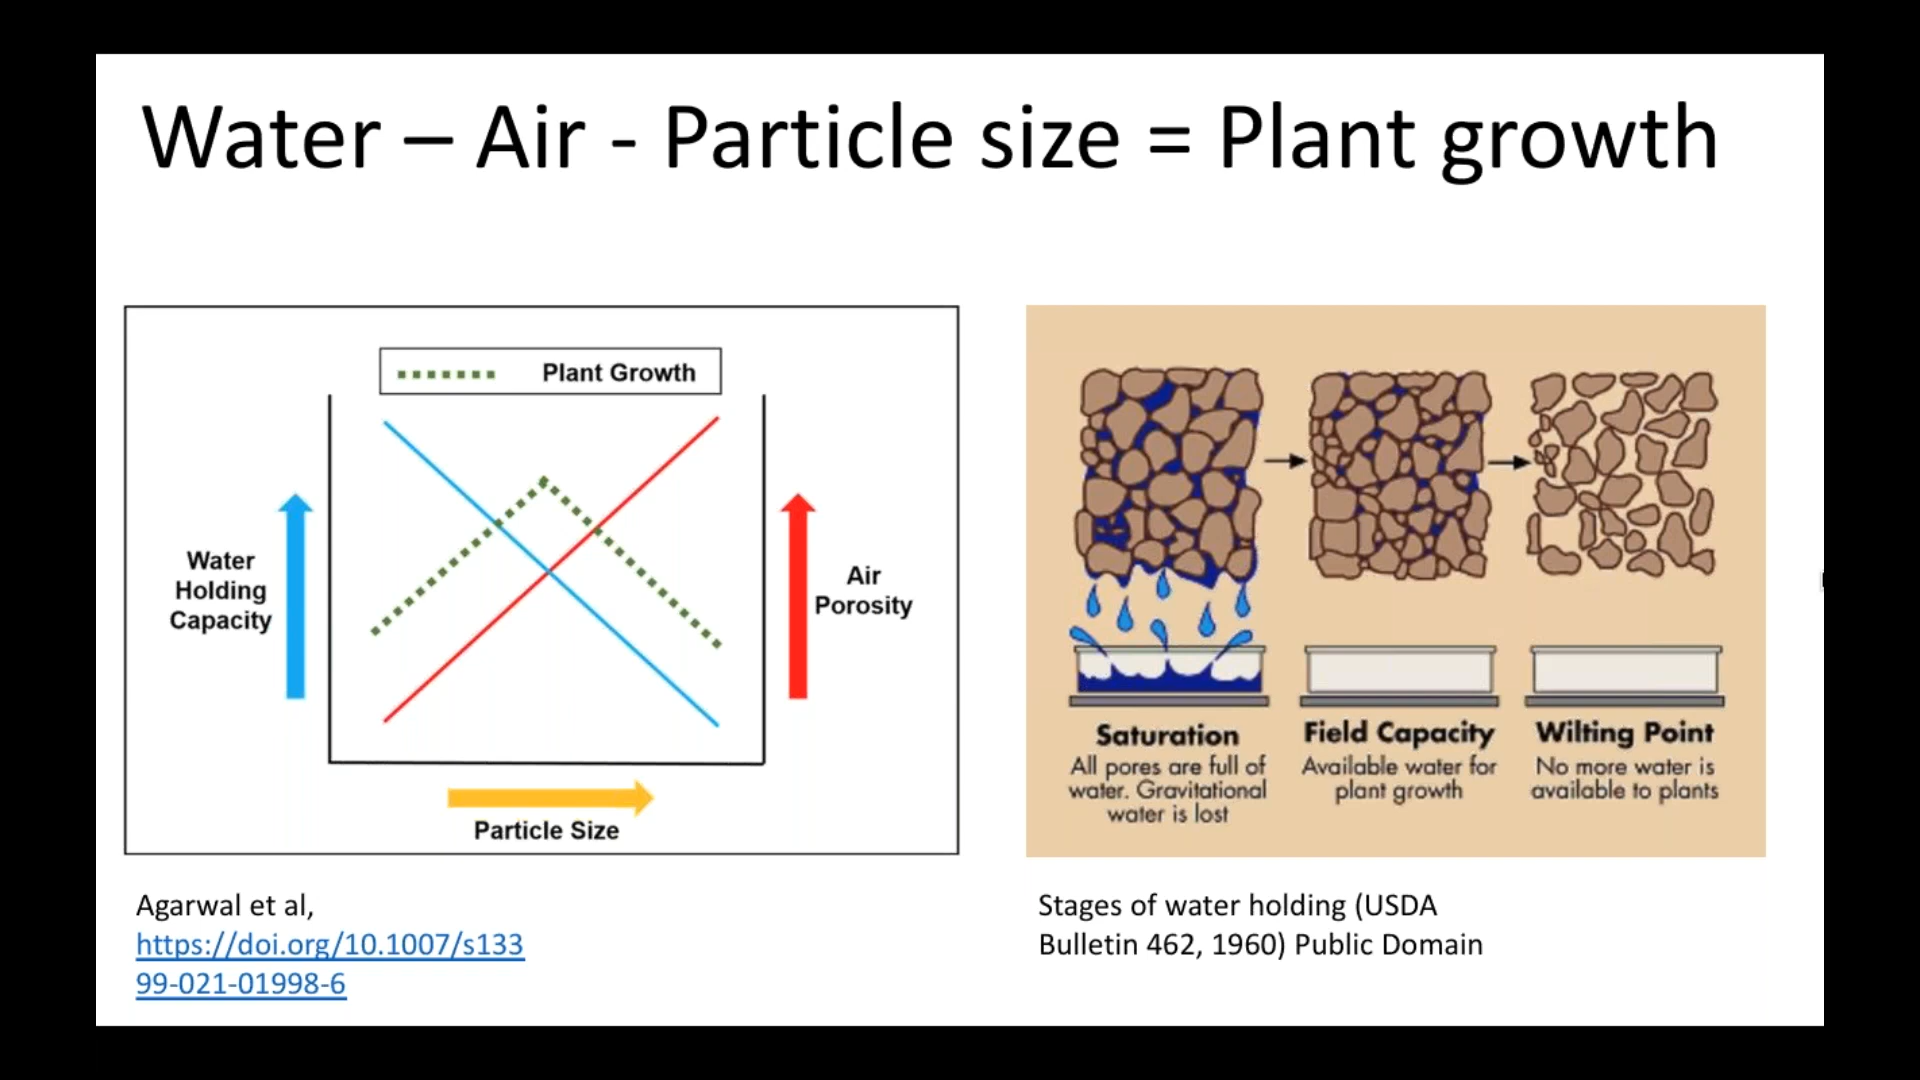 Water – Air - Particle size = Plant growth
Plant Growth
Water
Holding
Capacity
Air
Porosity
Particle Size
Agarwal et al,
https://doi.org/10.1007/s133
99-021-01998-6
Saturation
All pores are full of
water. Gravitational
water is lost
Field Capacity
Available water for
plant growth
Wilting Point
No more water is
available to plants
Stages of water holding (USDA
Bulletin 462, 1960) Public Domain